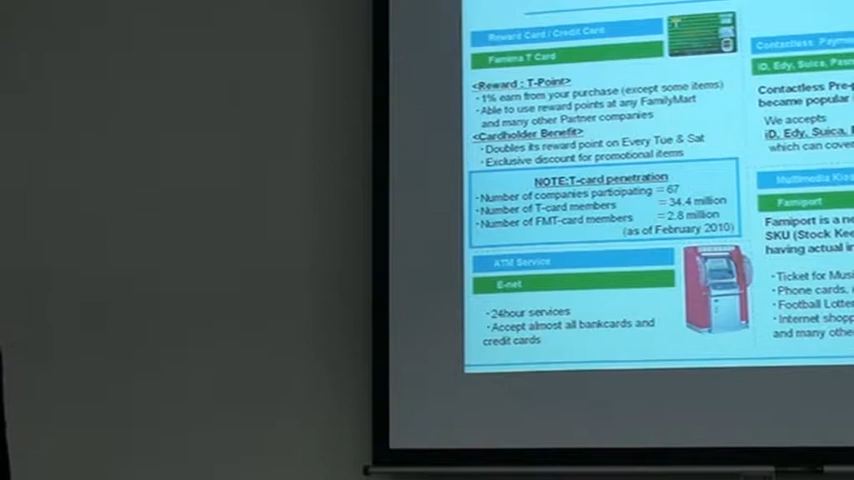 Reward Card / Credit Card
Famima T Card
<Reward : T-Point>
・1% earn from your purchase (except some items)
・Able to use reward points at any FamilyMart
and many other Partner companies
<Cardholder Benefit>
・Doubles its reward point on Every Tue & Sat
・Exclusive discount for promotional items
NOTE:T-card penetration
・Number of companies participating = 67
・Number of T-card members = 34.4 million
・Number of FMT-card members = 2.8 million
(as of February 2010)
ATM Service
E-net
・24hour services
・Accept almost all bankcards and
credit cards
Contactless Payme
iD, Edy, Suica, Pasm
Contactless Pre-p
became popular
We accepts
iD, Edy, Suica,
which can cove
Multimedia Kios
Famiport
Famiport is a ne
SKU (Stock Kee
having actual in
・Ticket for Musi
・Phone cards,
・Football Lotter
・Internet shopp
and many othe